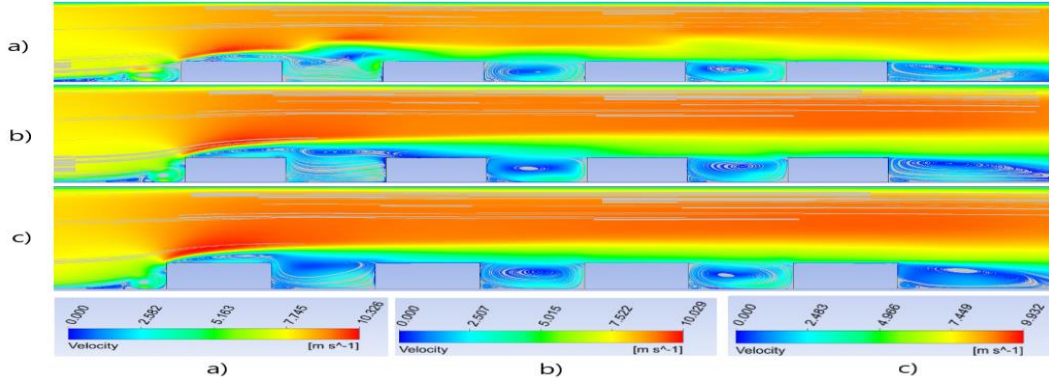 a)
b)
c)
0.000 2.582 5.163 7.745 10.326
Velocity [m s^-1]
0.000 2.507 5.015 7.522 10.029
Velocity [m s^-1]
0.000 2.483 4.966 7.449 9.932
Velocity [m s^-1]
a) b) c)